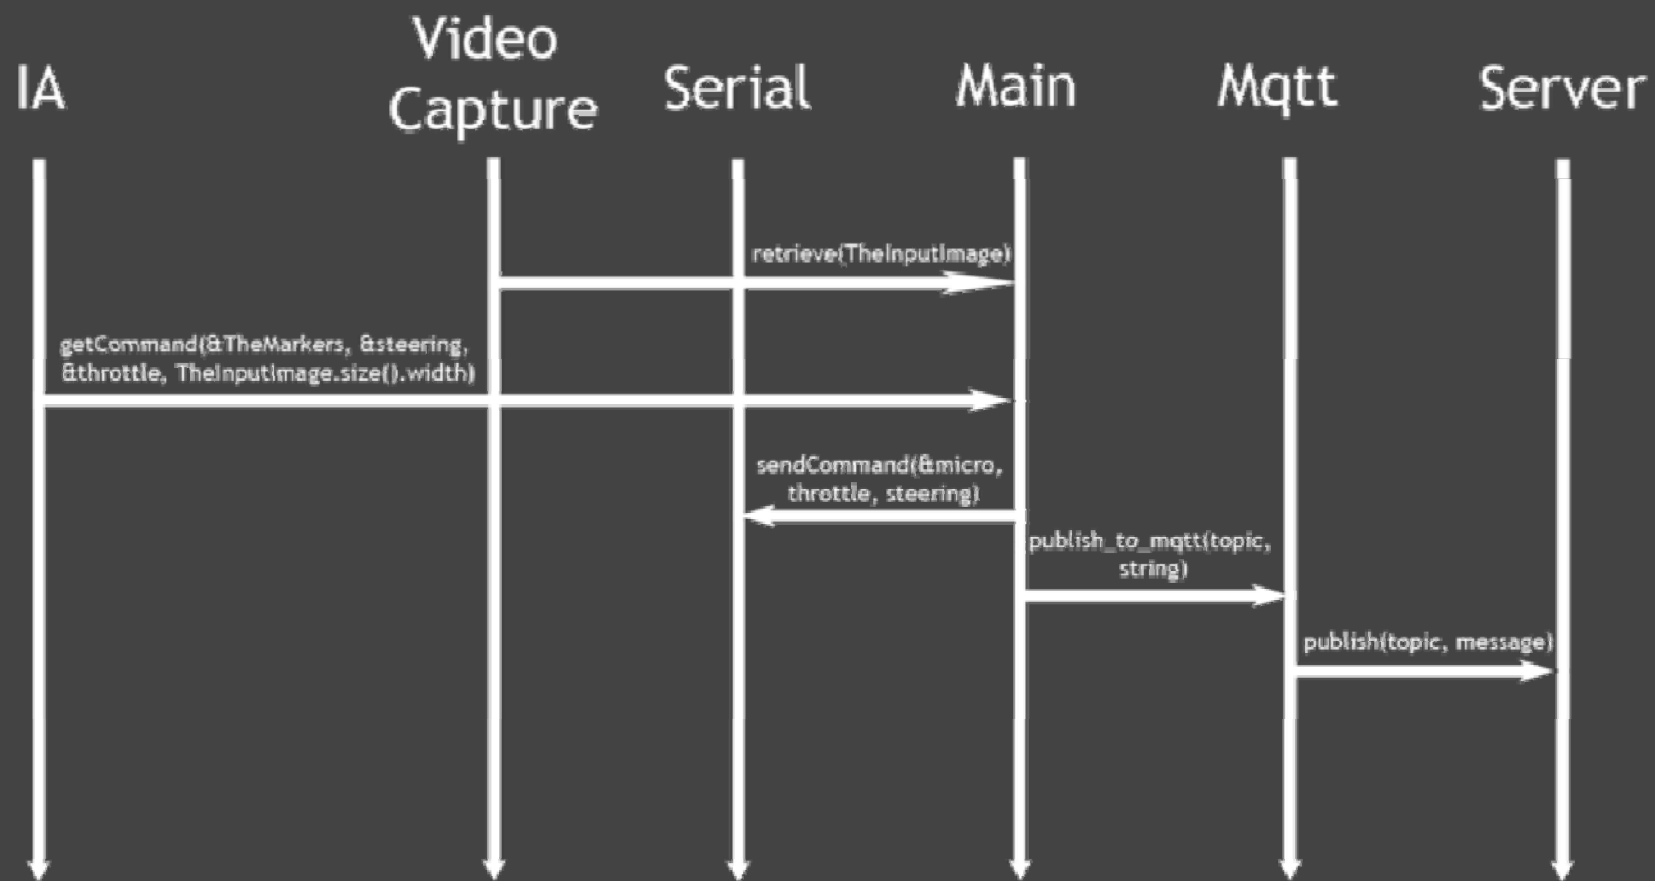 IA
Video
Capture
Serial
Main
Mqtt
Server
retrieve(TheInputImage)
getCommand(&TheMarkers, &steering,
&throttle, TheInputImage.size().width)
sendCommand(&micro,
throttle, steering)
publish_to_mqtt(topic,
string)
publish(topic, message)